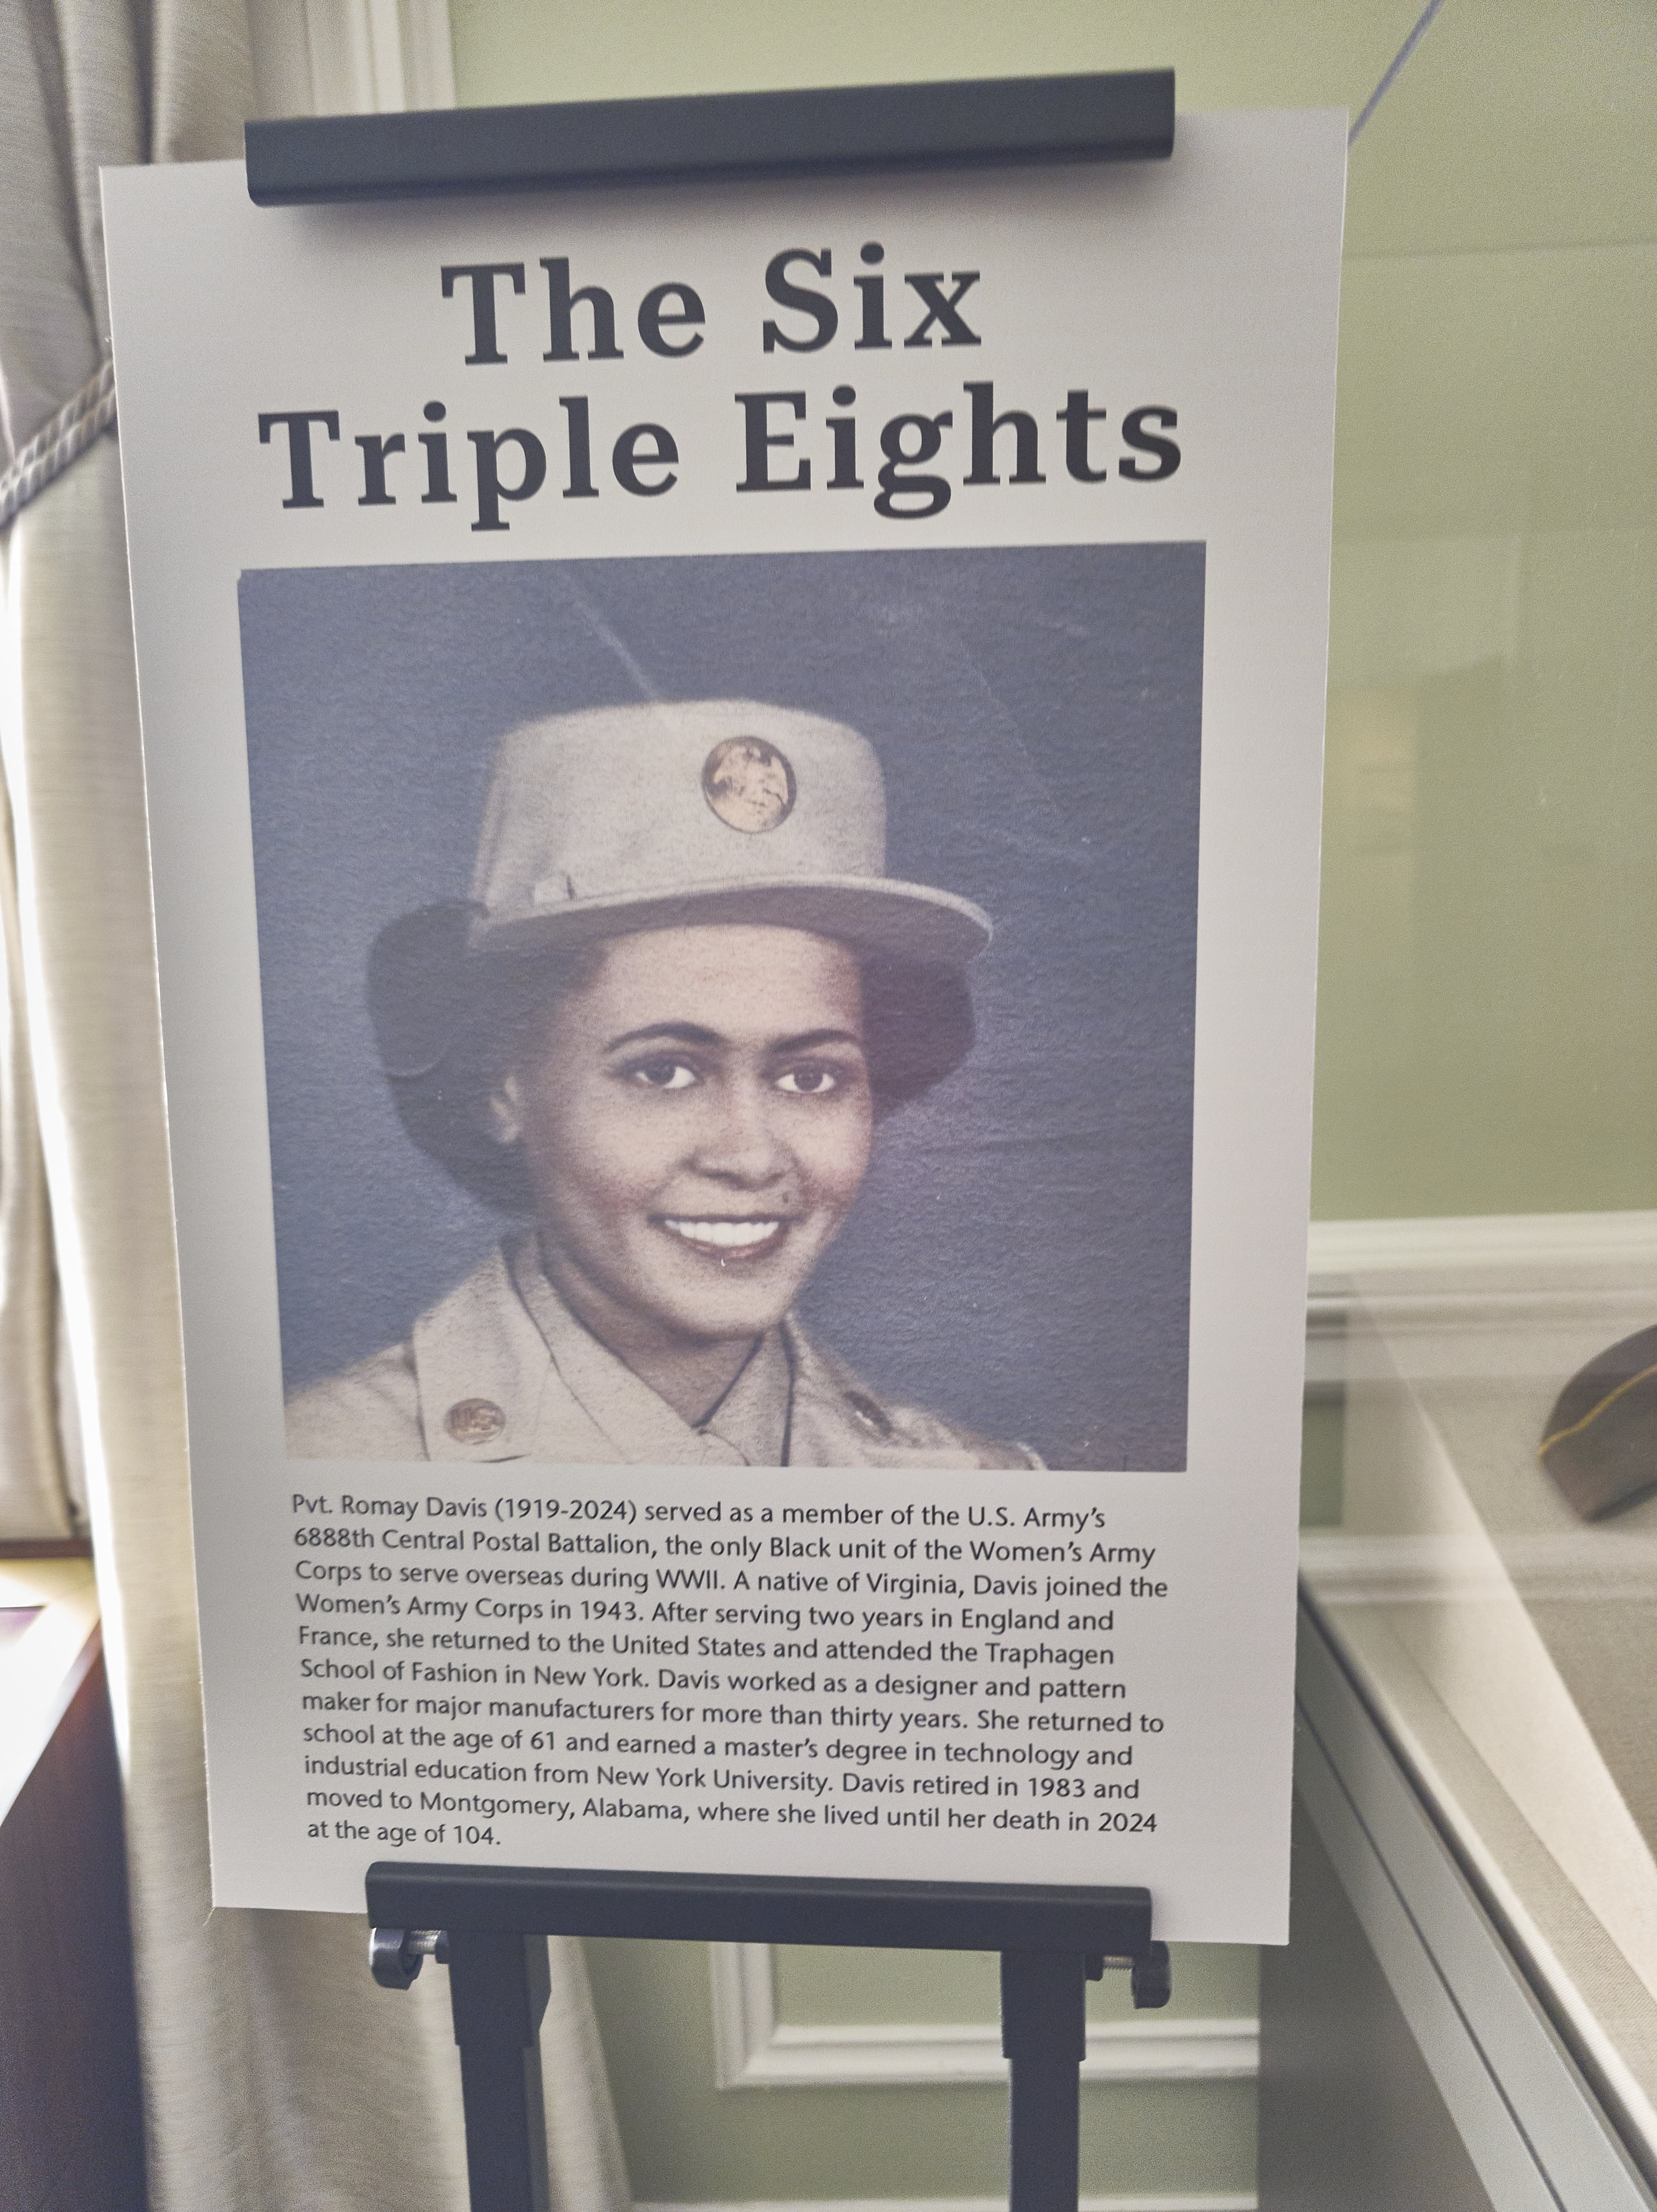 The Six
Triple Eights
U.S.
Pvt. Romay Davis (1919-2024) served as a member of the U.S. Army's
6888th Central Postal Battalion, the only Black unit of the Women's Army
Corps to serve overseas during WWII. A native of Virginia, Davis joined the
Women's Army Corps in 1943. After serving two years in England and
France, she returned to the United States and attended the Traphagen
School of Fashion in New York. Davis worked as a designer and pattern
maker for major manufacturers for more than thirty years. She returned to
school at the age of 61 and earned a master's degree in technology and
industrial education from New York University. Davis retired in 1983 and
moved to Montgomery, Alabama, where she lived until her death in 2024
at the age of 104.